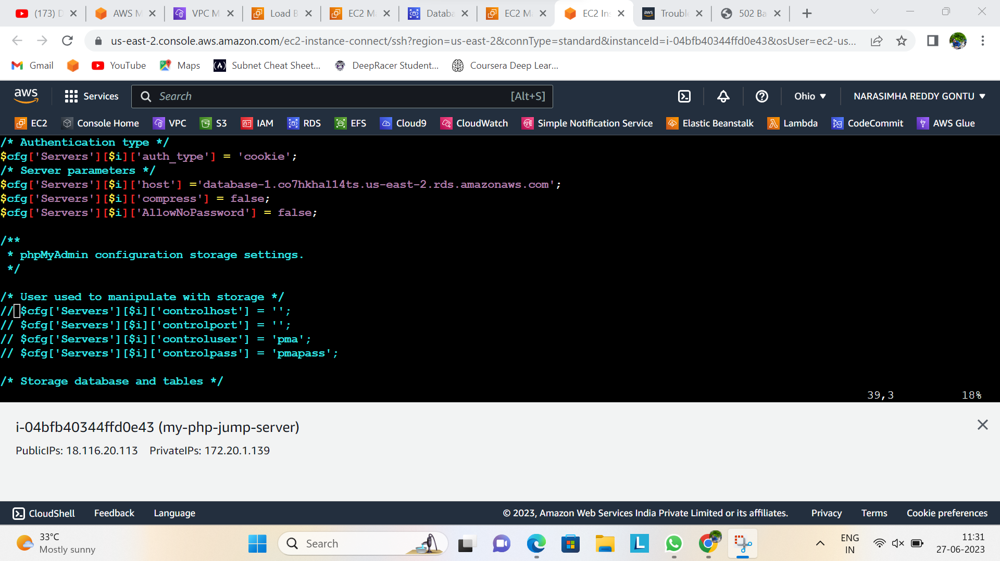 (173) D
AWS M
VPC M
Load B
EC2 M
Databa
EC2 M
EC2 Ins
aws
Trouble
502 Ba
us-east-2.console.aws.amazon.com/ec2-instance-connect/ssh?region=us-east-2&connType=standard&instanceId=i-04bfb40344ffd0e43&osUser=ec2-us...
Gmail YouTube Maps (A) Subnet Cheat Sheet... DeepRacer Student... Coursera Deep Lear...
aws Services Search [Alt+S] Ohio NARASIMHA REDDY GONTU
EC2 Console Home VPC S3 IAM RDS EFS Cloud9 CloudWatch Simple Notification Service Elastic Beanstalk Lambda CodeCommit AWS Glue
/* Authentication type */
$cfg['Servers'][$i]['auth_type'] = 'cookie';
/* Server parameters */
$cfg['Servers'][$i]['host'] ='database-1.co7hkhal14ts.us-east-2.rds.amazonaws.com';
$cfg['Servers'][$i]['compress'] = false;
$cfg['Servers'][$i]['AllowNoPassword'] = false;
/**
* phpMyAdmin configuration storage settings.
*/
/* User used to manipulate with storage */
// $cfg['Servers'][$i]['controlhost'] = '';
// $cfg['Servers'][$i]['controlport'] = '';
// $cfg['Servers'][$i]['controluser'] = 'pma';
// $cfg['Servers'][$i]['controlpass'] = 'pmapass';
/* Storage database and tables */
39,3 18%
i-04bfb40344ffd0e43 (my-php-jump-server)
PublicIPs: 18.116.20.113 PrivateIPs: 172.20.1.139
CloudShell Feedback Language © 2023, Amazon Web Services India Private Limited or its affiliates. Privacy Terms Cookie preferences
33°C
Mostly sunny
Search
L
ENG
IN
11:31
27-06-2023